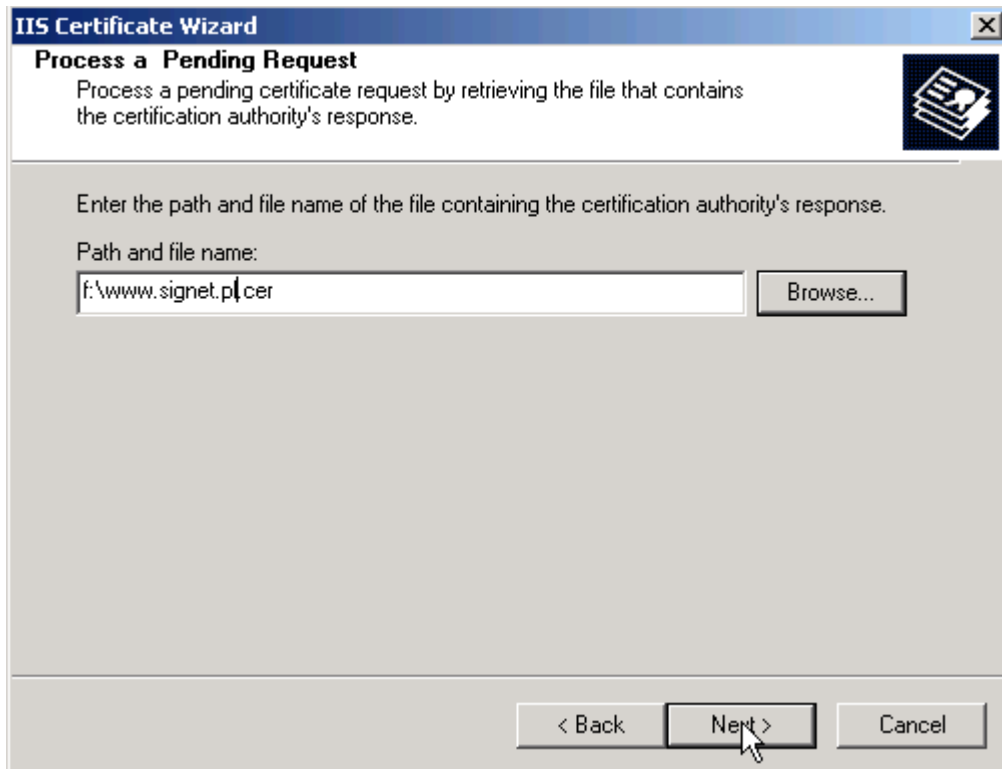 IIS Certificate Wizard
Process a Pending Request
Process a pending certificate request by retrieving the file that contains
the certification authority's response.
Enter the path and file name of the file containing the certification authority's response.
Path and file name:
f:\www.signet.pl.cer
Browse...
< Back
Next >
Cancel